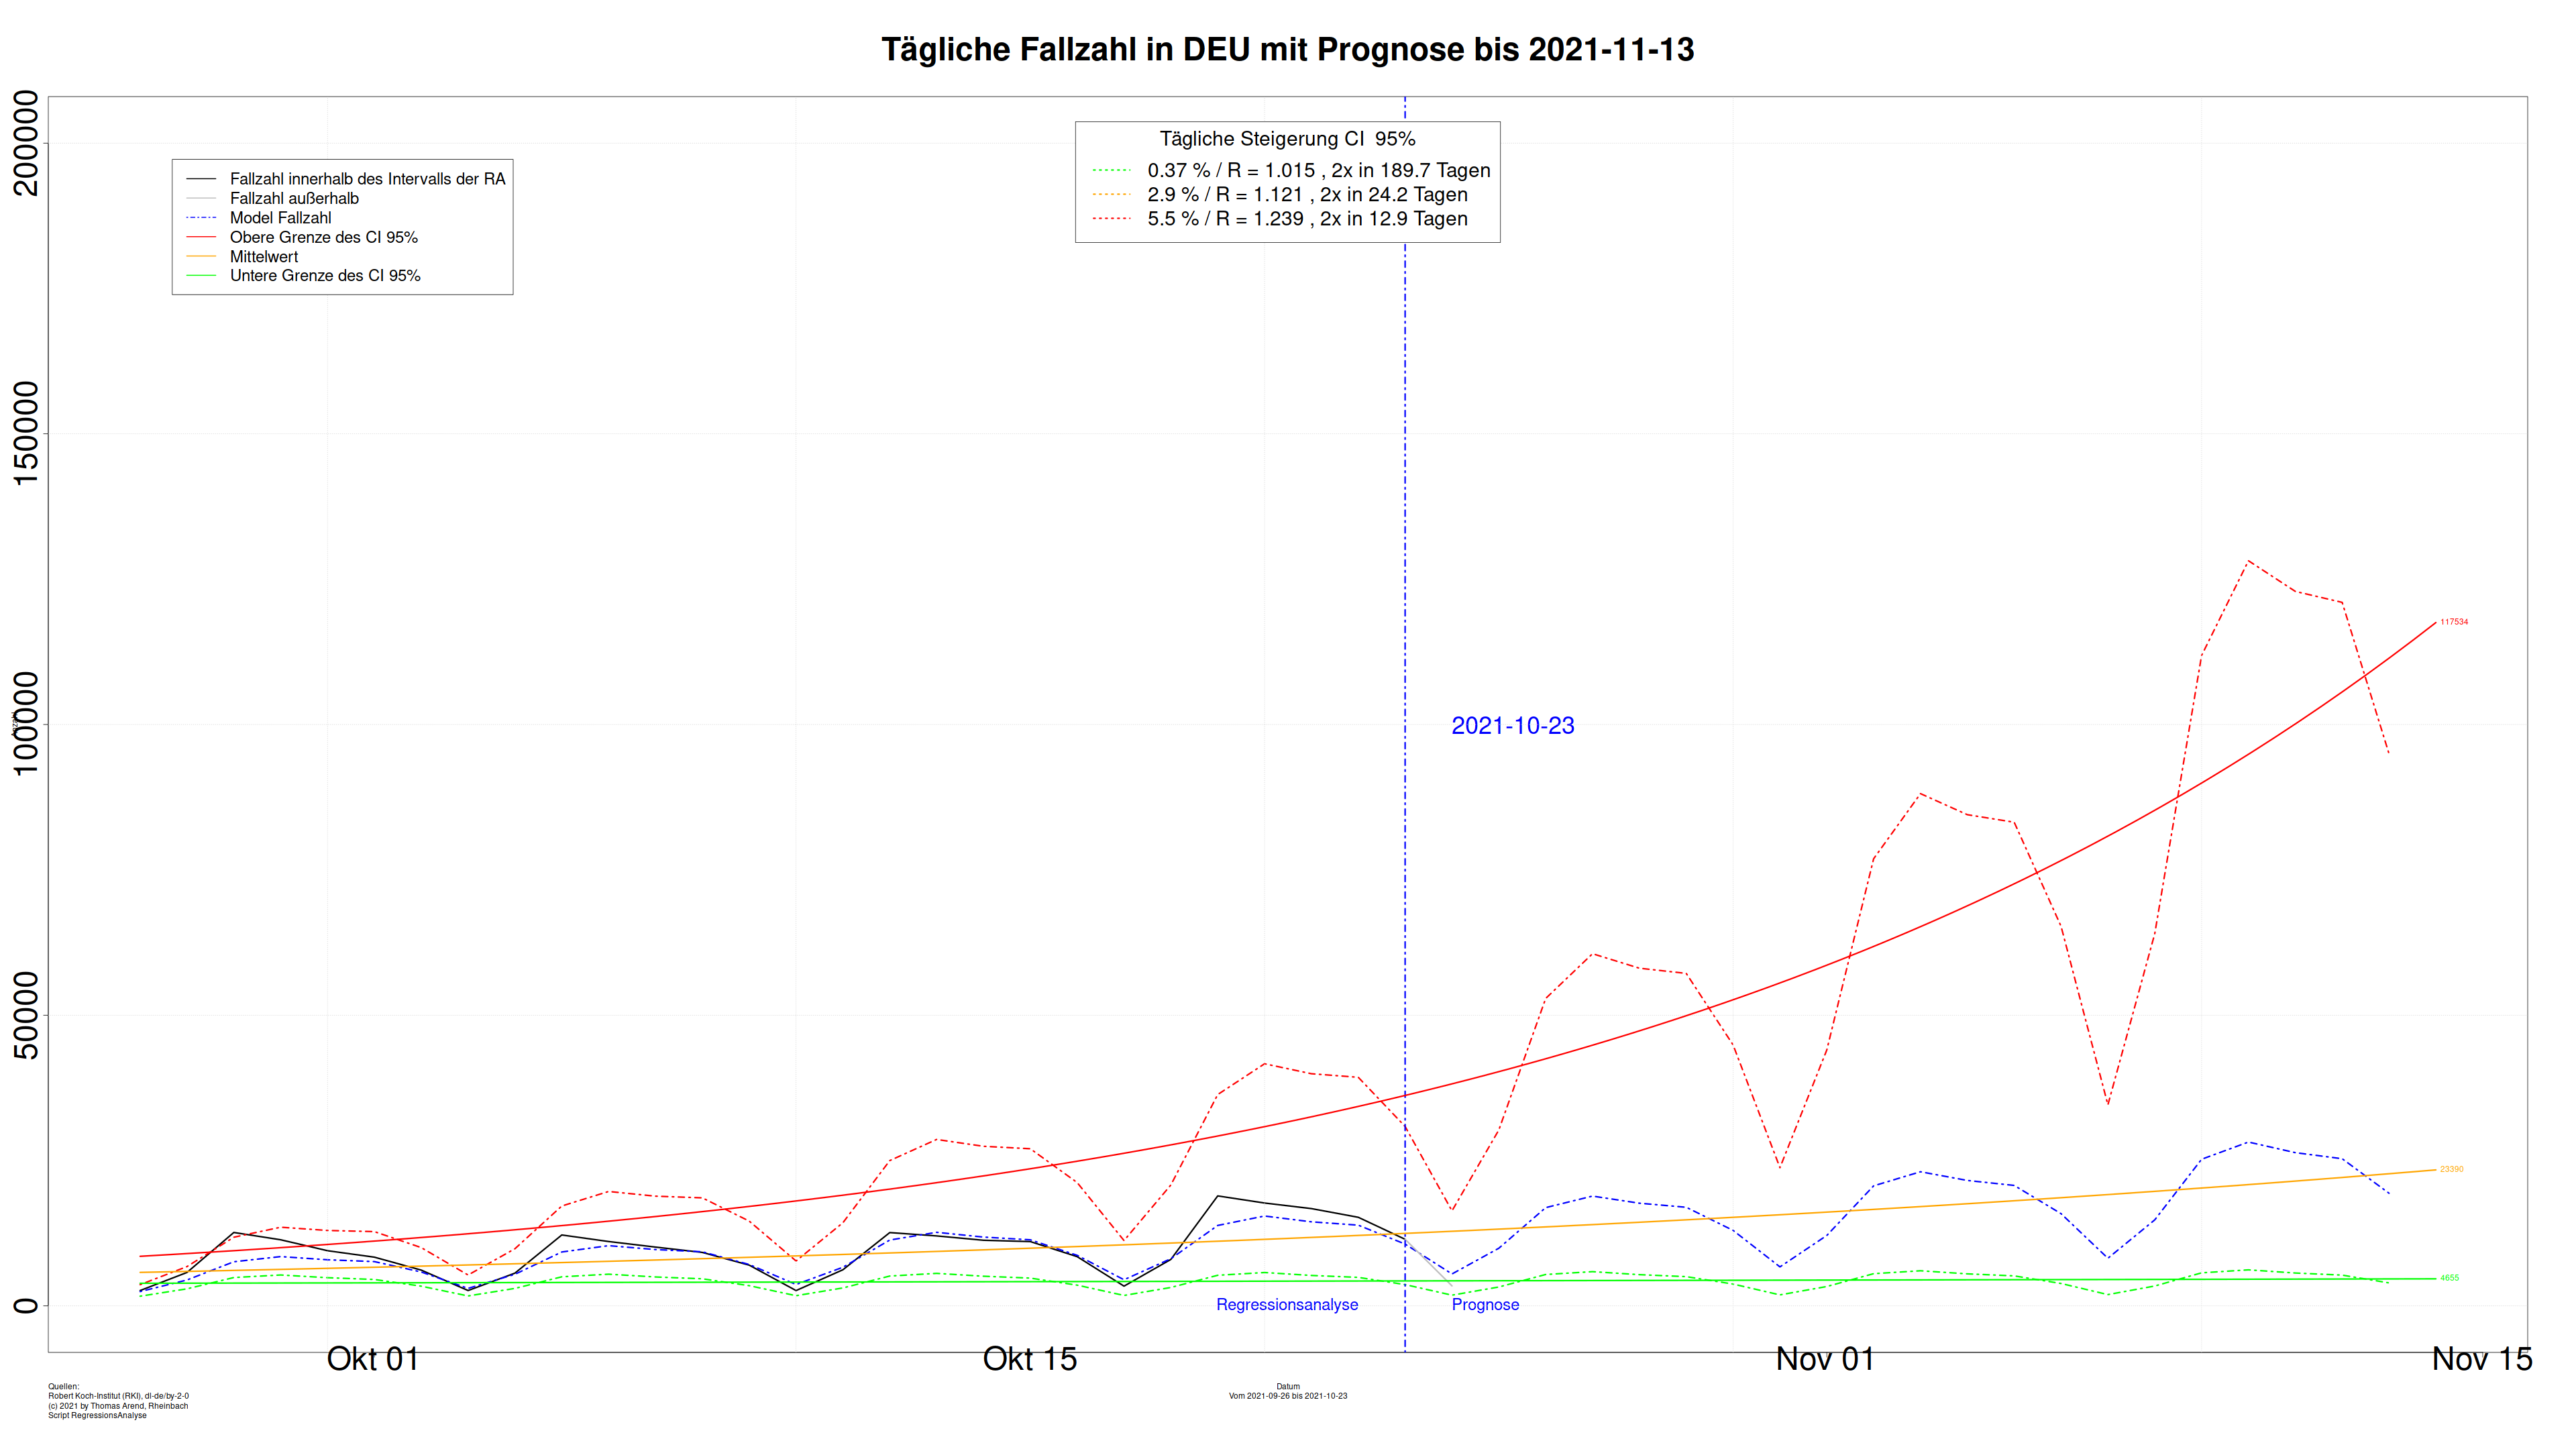 Tägliche Fallzahl in DEU mit Prognose bis 2021-11-13
Tägliche Steigerung CI 95%
0.37 % / R = 1.015 , 2x in 189.7 Tagen
2.9 % / R = 1.121 , 2x in 24.2 Tagen
5.5 % / R = 1.239 , 2x in 12.9 Tagen
Fallzahl innerhalb des Intervalls der RA
Fallzahl außerhalb
Model Fallzahl
Obere Grenze des CI 95%
Mittelwert
Untere Grenze des CI 95%
200000
150000
100000
50000
0
Anzahl
117534
2021-10-23
23390
4655
Regressionsanalyse
Prognose
Okt 01
Okt 15
Nov 01
Nov 15
Quellen:
Robert Koch-Institut (RKI), dl-de/by-2-0
(c) 2021 by Thomas Arend, Rheinbach
Script RegressionsAnalyse
Datum
Vom 2021-09-26 bis 2021-10-23